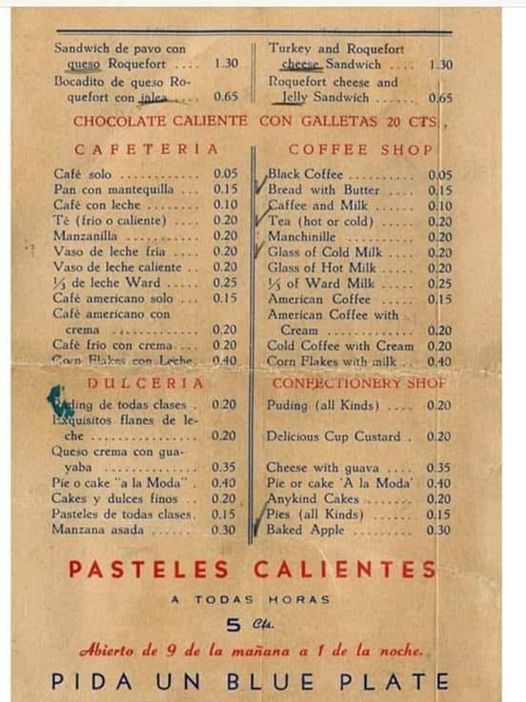 Sandwich de pavo con
queso Roquefort .... 1.30
Bocadito de queso Ro-
quefort con jalea .... 0.65
Turkey and Roquefort
cheese Sandwich .... 1.30
Roquefort cheese and
Jelly Sandwich ...... 0.65
CHOCOLATE CALIENTE CON GALLETAS 20 CTS.
CAFETERIA
Café solo ............ 0.05
Pan con mantequilla ... 0.15
Café con leche ........ 0.10
Té (frio o caliente) .... 0.20
Manzanilla ........... 0.20
Vaso de leche fria .... 0.20
Vaso de leche caliente .. 0.20
⅓ de leche Ward ..... 0.25
Café americano solo ... 0.15
Café americano con
crema ............. 0.20
Café frio con crema .... 0.20
Corn Flakes con Leche. 0.40
COFFEE SHOP
Black Coffee .......... 0.05
Bread with Butter ..... 0.15
Caffee and Milk ...... 0.10
Tea (hot or cold) ..... 0.20
Manchinille .......... 0.20
Glass of Cold Milk .... 0.20
Glass of Hot Milk ..... 0.20
⅓ of Ward Milk ...... 0.25
American Coffee ...... 0.15
American Coffee with
Cream ............. 0.20
Cold Coffee with Cream 0.20
Corn Flakes with milk .. 0.40
DULCERIA
de todas clases . 0.20
Exquisitos flanes de le-
che ................ 0.20
Queso crema con gua-
yaba ............... 0.35
Pie o cake "a la Moda" . 0.40
Cakes y dulces finos .. 0.20
Pasteles de todas clases. 0.15
Manzana asada ....... 0.30
CONFECTIONERY SHOP
Puding (all Kinds) .... 0.20
Delicious Cup Custard . 0.20
Cheese with guava .... 0.35
Pie or cake 'A la Moda' 0.40
Anykind Cakes ........ 0.20
Pies (all Kinds) ...... 0.15
Baked Apple ......... 0.30
PASTELES CALIENTES
A TODAS HORAS
5 Cts.
Abierto de 9 de la mañana a 1 de la noche.
PIDA UN BLUE PLATE